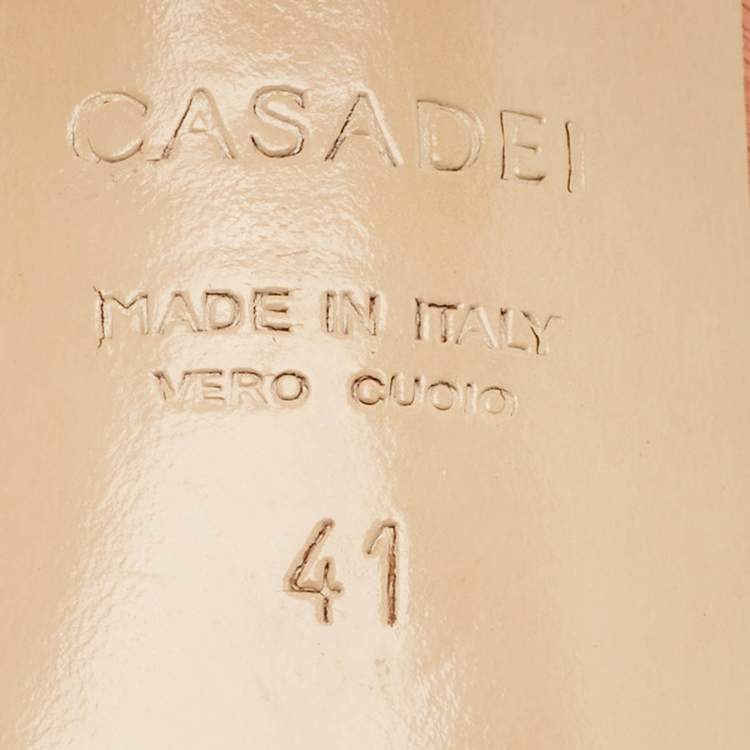 CASADEI
MADE IN ITALY
VERO CUOIO
41